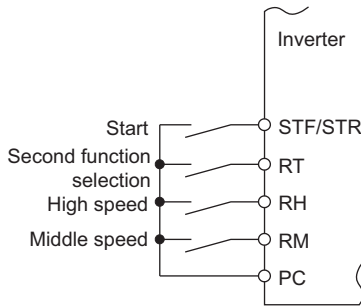 Inverter
Start
STF/STR
Second function
selection
RT
High speed
RH
Middle speed
RM
PC